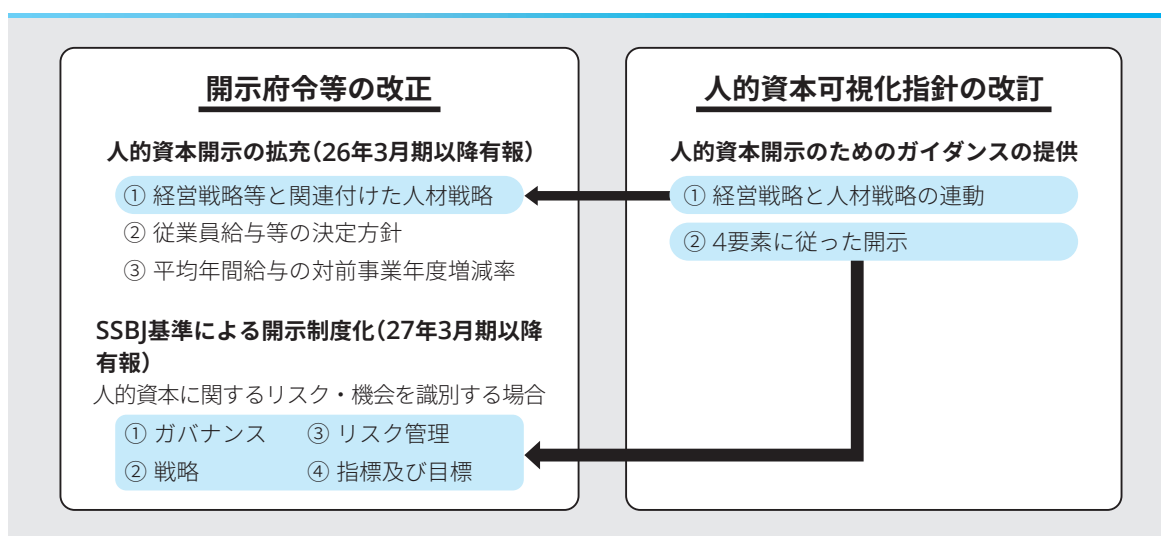 開示府令等の改正
人的資本開示の拡充（26年3月期以降有報）
① 経営戦略等と関連付けた人材戦略
② 従業員給与等の決定方針
③ 平均年間給与の対前事業年度増減率
SSBJ基準による開示制度化（27年3月期以降
有報）
人的資本に関するリスク・機会を識別する場合
① ガバナンス ③ リスク管理
② 戦略 ④ 指標及び目標
人的資本可視化指針の改訂
人的資本開示のためのガイダンスの提供
① 経営戦略と人材戦略の連動
② 4要素に従った開示